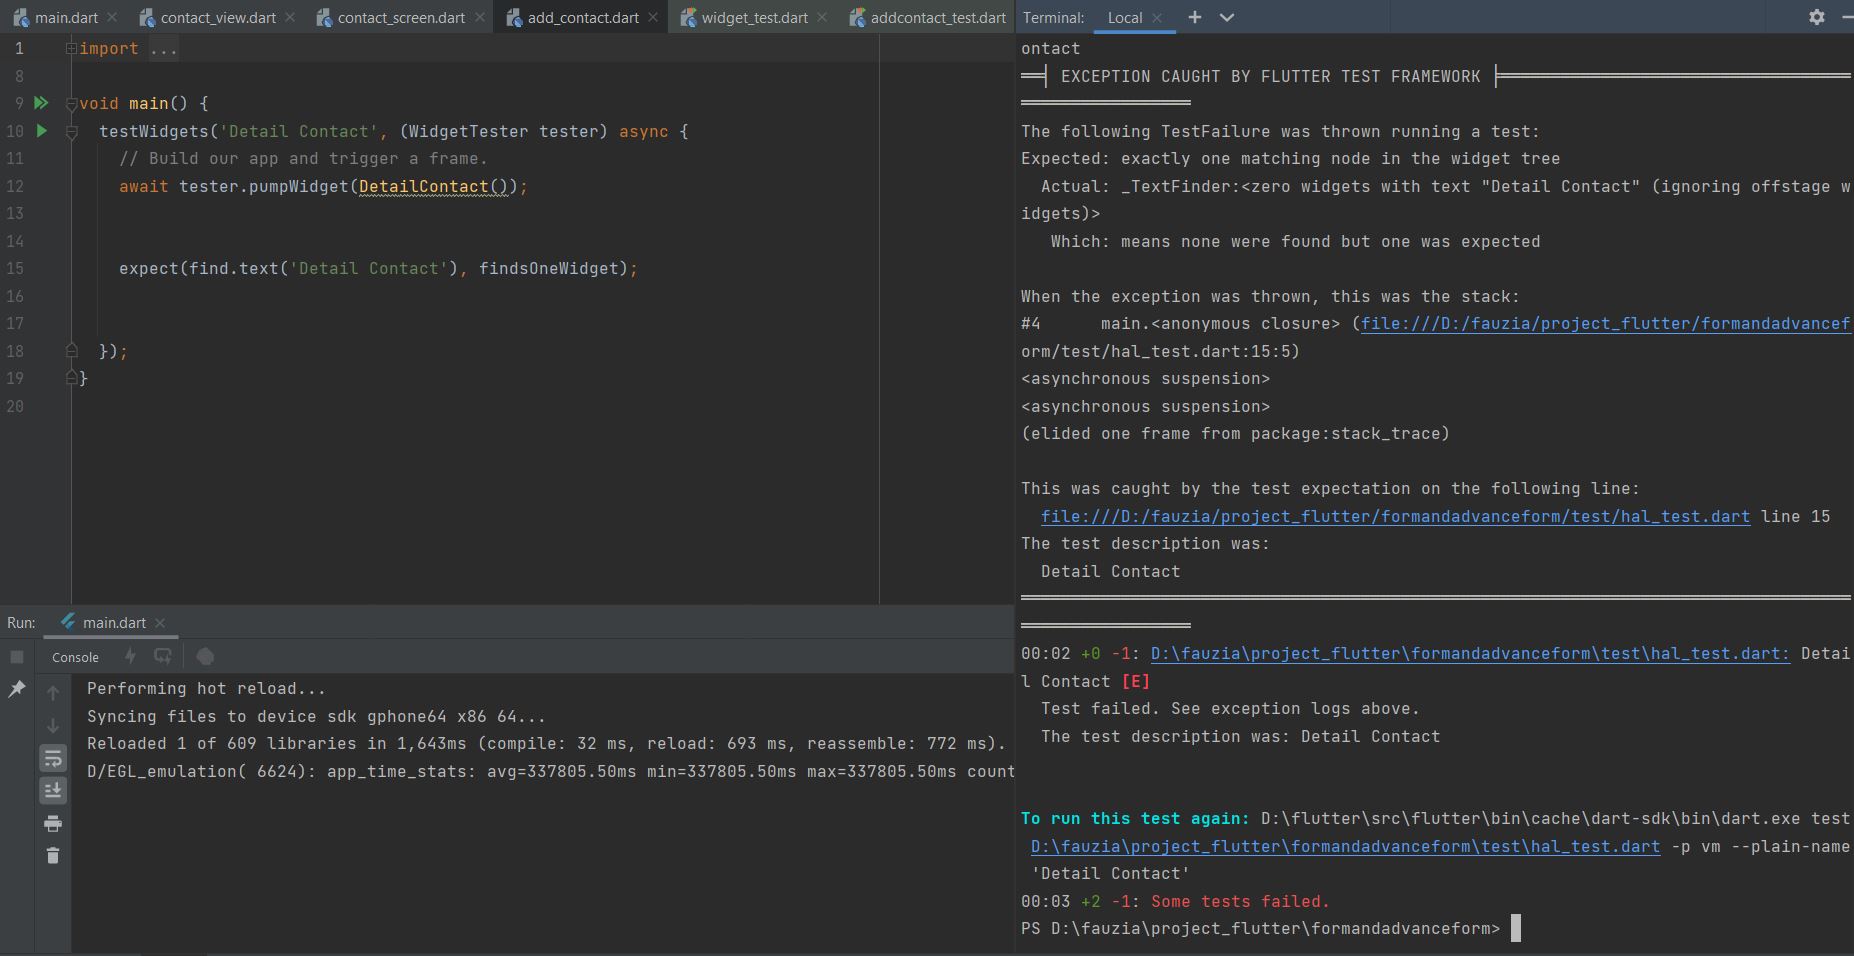 main.dart contact_view.dart contact_screen.dart add_contact.dart widget_test.dart addcontact_test.dart
1 import ...
8
9 void main() {
10 testWidgets('Detail Contact', (WidgetTester tester) async {
11 // Build our app and trigger a frame.
12 await tester.pumpWidget(DetailContact());
13
14
15 expect(find.text('Detail Contact'), findsOneWidget);
16
17
18 });
19 }
20
Run: main.dart
Console
Performing hot reload...
Syncing files to device sdk gphone64 x86 64...
Reloaded 1 of 609 libraries in 1,643ms (compile: 32 ms, reload: 693 ms, reassemble: 772 ms).
D/EGL_emulation( 6624): app_time_stats: avg=337805.50ms min=337805.50ms max=337805.50ms count
Terminal: Local
ontact
══╡ EXCEPTION CAUGHT BY FLUTTER TEST FRAMEWORK ╞═══════════════════════════════════
═════════════════
The following TestFailure was thrown running a test:
Expected: exactly one matching node in the widget tree
Actual: _TextFinder:<zero widgets with text "Detail Contact" (ignoring offstage w
idgets)>
Which: means none were found but one was expected
When the exception was thrown, this was the stack:
#4 main.<anonymous closure> (file:///D:/fauzia/project_flutter/formandadvancef
orm/test/hal_test.dart:15:5)
<asynchronous suspension>
<asynchronous suspension>
(elided one frame from package:stack_trace)
This was caught by the test expectation on the following line:
file:///D:/fauzia/project_flutter/formandadvanceform/test/hal_test.dart line 15
The test description was:
Detail Contact
═══════════════════════════════════════════════════════════════════════════════════
═════════════════
00:02 +0 -1: D:\fauzia\project_flutter\formandadvanceform\test\hal_test.dart: Detai
l Contact [E]
Test failed. See exception logs above.
The test description was: Detail Contact
To run this test again: D:\flutter\src\flutter\bin\cache\dart-sdk\bin\dart.exe test
D:\fauzia\project_flutter\formandadvanceform\test\hal_test.dart -p vm --plain-name
'Detail Contact'
00:03 +2 -1: Some tests failed.
PS D:\fauzia\project_flutter\formandadvanceform>